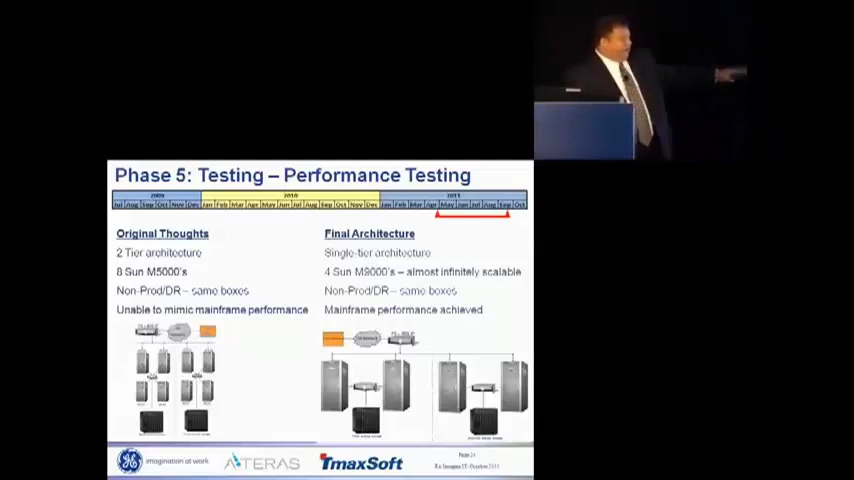 Phase 5: Testing – Performance Testing
2009 2010 2011
Jul Aug Sep Oct Nov Dec Jan Feb Mar Apr May Jun Jul Aug Sep Oct Nov Dec Jan Feb Mar Apr May Jun Jul Aug Sep Oct
Original Thoughts
2 Tier architecture
8 Sun M5000's
Non-Prod/DR – same boxes
Unable to mimic mainframe performance
Final Architecture
Single-tier architecture
4 Sun M9000's – almost infinitely scalable
Non-Prod/DR – same boxes
Mainframe performance achieved
GE imagination at work
ATERAS
TmaxSoft
Page 24